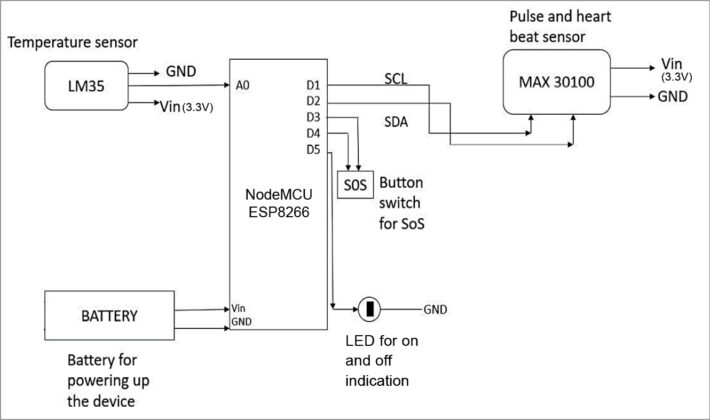 Pulse and heart
beat sensor
Temperature sensor
LM35
GND
Vin(3.3V)
A0
NodeMCU
ESP8266
D1
D2
D3
D4
D5
SCL
SDA
MAX 30100
Vin
(3.3V)
GND
SOS
Button
switch
for SoS
BATTERY
Vin
GND
Battery for
powering up
the device
GND
LED for on
and off
indication